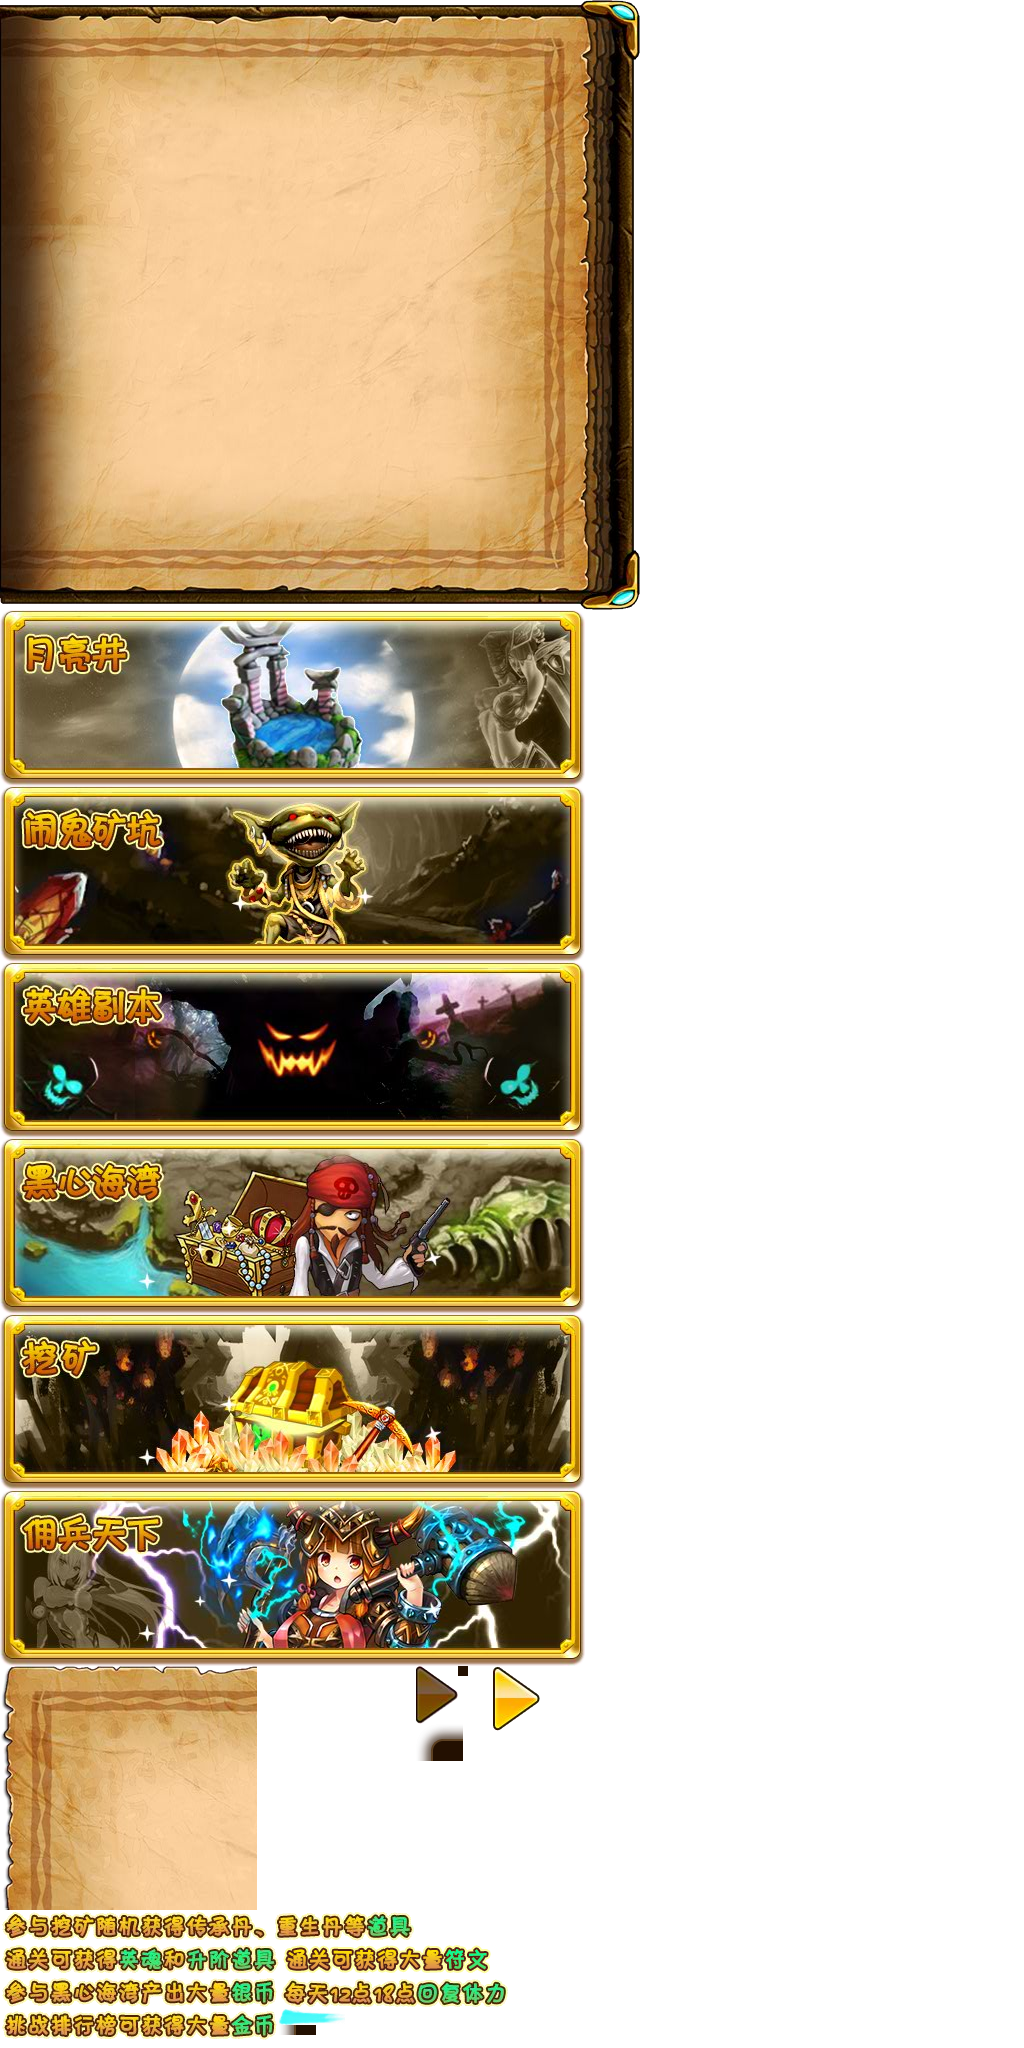 月亮井
闹鬼矿坑
英雄副本
黑心海湾
挖矿
佣兵天下
参与挖矿随机获得传承丹、重生丹等道具
通关可获得英魂和升阶道具 通关可获得大量符文
参与黑心海湾产出大量银币 每天12点18点回复体力
挑战排行榜可获得大量金币